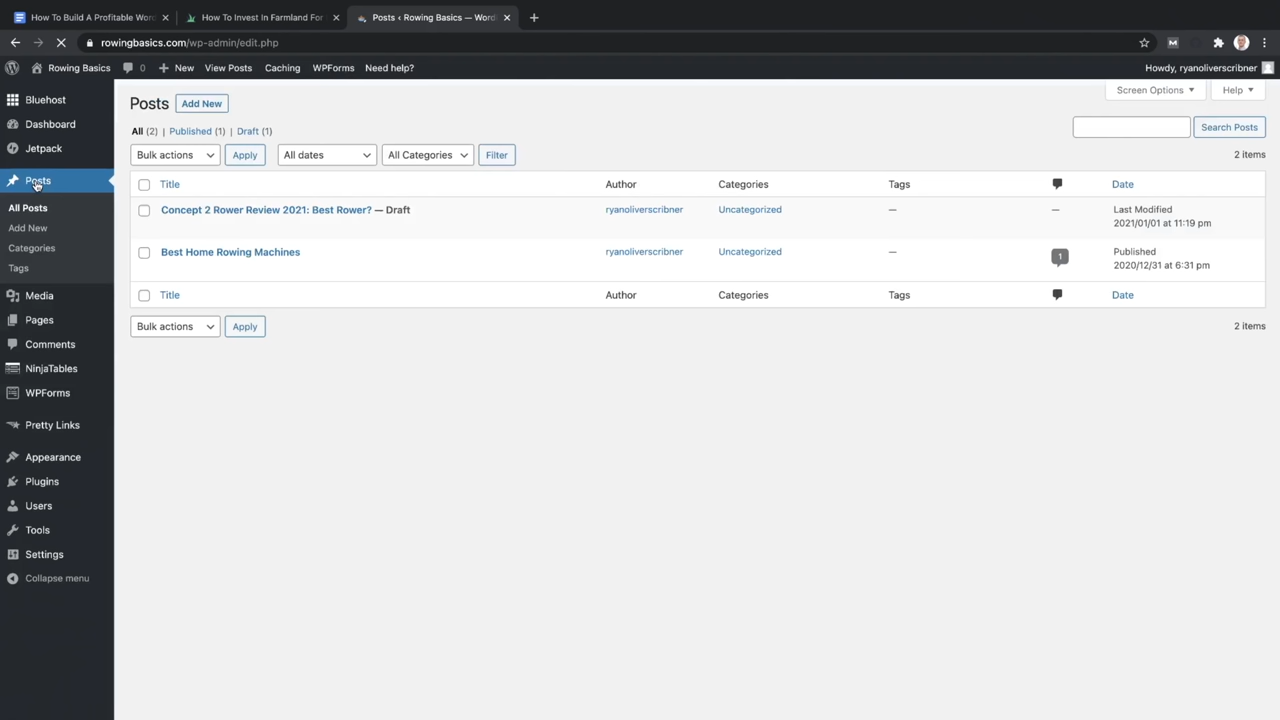 How To Build A Profitable Wor
How To Invest In Farmland For
Posts ‹ Rowing Basics — Word
rowingbasics.com/wp-admin/edit.php
Rowing Basics 0 New View Posts Caching WPForms Need help? Howdy, ryanoliverscribner
Bluehost
Dashboard
Jetpack
Posts
All Posts
Add New
Categories
Tags
Media
Pages
Comments
NinjaTables
WPForms
Pretty Links
Appearance
Plugins
Users
Tools
Settings
Collapse menu
Screen Options Help
Posts Add New
All (2) | Published (1) | Draft (1)
Search Posts
Bulk actions Apply All dates All Categories Filter 2 items
Title Author Categories Tags Date
Concept 2 Rower Review 2021: Best Rower? — Draft ryanoliverscribner Uncategorized — — Last Modified
2021/01/01 at 11:19 pm
Best Home Rowing Machines ryanoliverscribner Uncategorized — 1 Published
2020/12/31 at 6:31 pm
Title Author Categories Tags Date
Bulk actions Apply 2 items